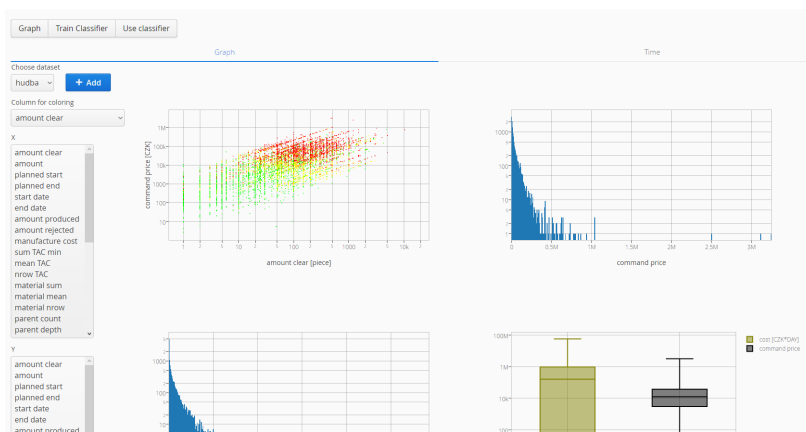 Graph Train Classifier Use classifier
Graph Time
Choose dataset
hudba + Add
Column for coloring
amount clear
X
amount clear
amount
planned start
planned end
start date
end date
amount produced
amount rejected
manufacture cost
sum TAC min
mean TAC
nrow TAC
material sum
material mean
material nrow
parent count
parent depth
Y
amount clear
amount
planned start
planned end
start date
end date
amount produced
command price [CZK]
1M
100k
10k
1000
100
10
1 2 5 10 2 5 100 2 5 1000 2 5 10k 2
amount clear [piece]
1000
100
10
1
0 0.5M 1M 1.5M 2M 2.5M 3M
command price
1000
100
10
100M
1M
10k
100
cost [CZK*DAY]
command price